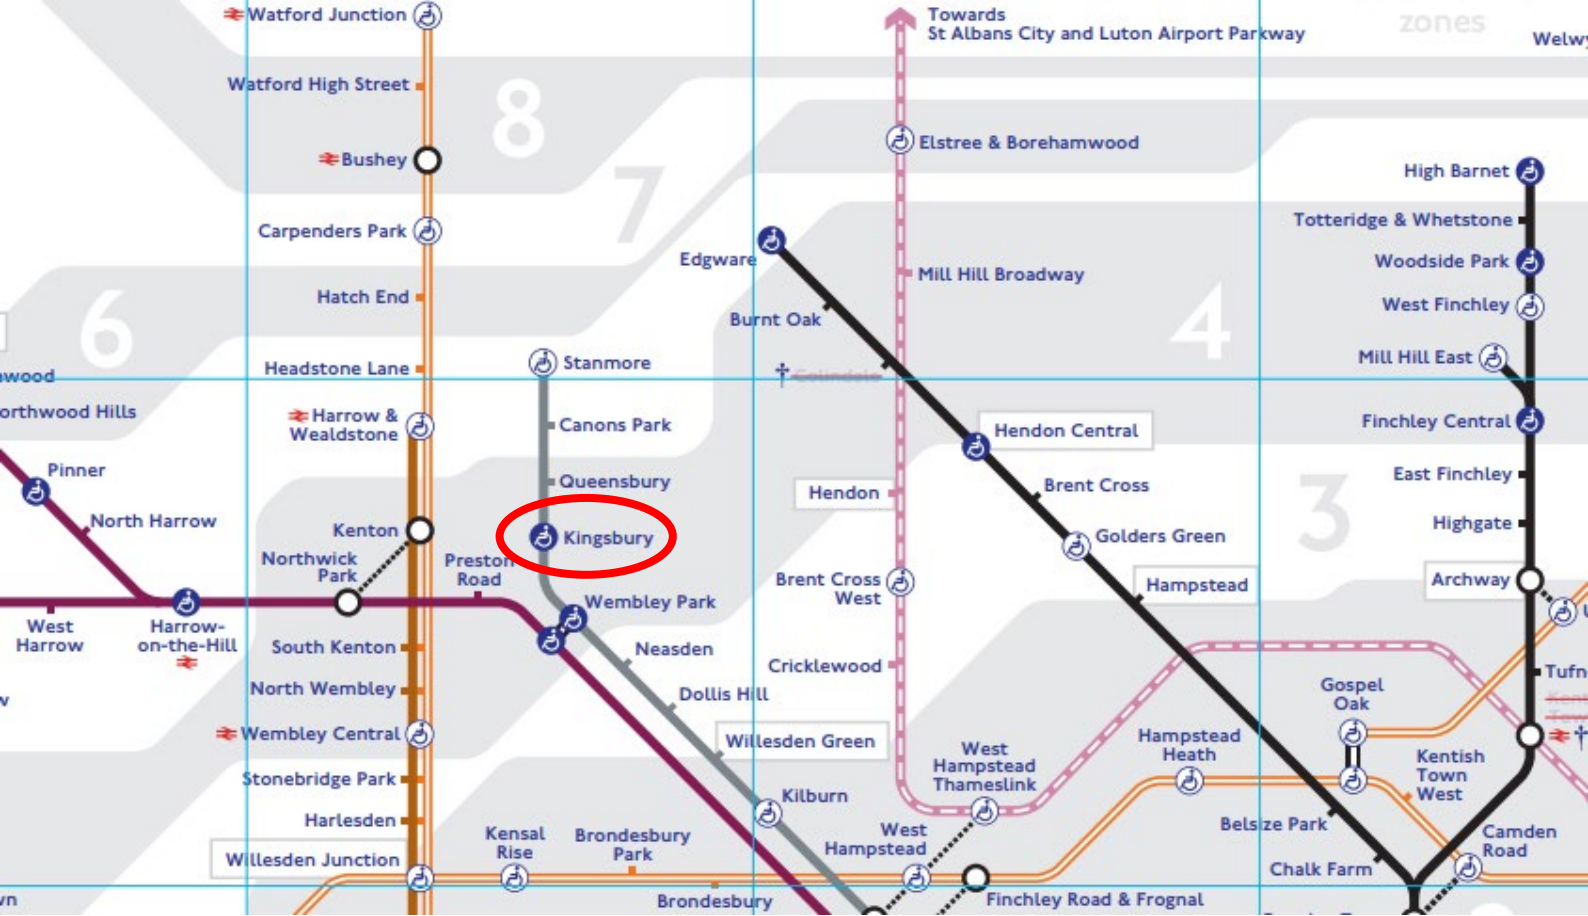 Watford Junction
Towards
St Albans City and Luton Airport Parkway
zones
Watford High Street
8
Bushey
Elstree & Borehamwood
High Barnet
7
Carpenders Park
Totteridge & Whetstone
Edgware
Woodside Park
Mill Hill Broadway
Hatch End
West Finchley
6
Burnt Oak
4
Stanmore
Mill Hill East
Headstone Lane
† Colindale
Northwood Hills
Harrow &
Wealdstone
Canons Park
Hendon Central
Finchley Central
Pinner
Queensbury
Hendon
Brent Cross
East Finchley
North Harrow
Kenton
Kingsbury
Golders Green
3
Highgate
Northwick
Park
Preston
Road
Brent Cross
West
Hampstead
Archway
West
Harrow
Harrow-
on-the-Hill
Wembley Park
South Kenton
Neasden
Cricklewood
North Wembley
Dollis Hill
Gospel
Oak
Wembley Central
Willesden Green
West
Hampstead
Thameslink
Hampstead
Heath
†
Stonebridge Park
Kentish
Town
West
Kilburn
Harlesden
Kensal
Rise
Brondesbury
Park
West
Hampstead
Belsize Park
Camden
Road
Willesden Junction
Chalk Farm
Brondesbury
Finchley Road & Frognal